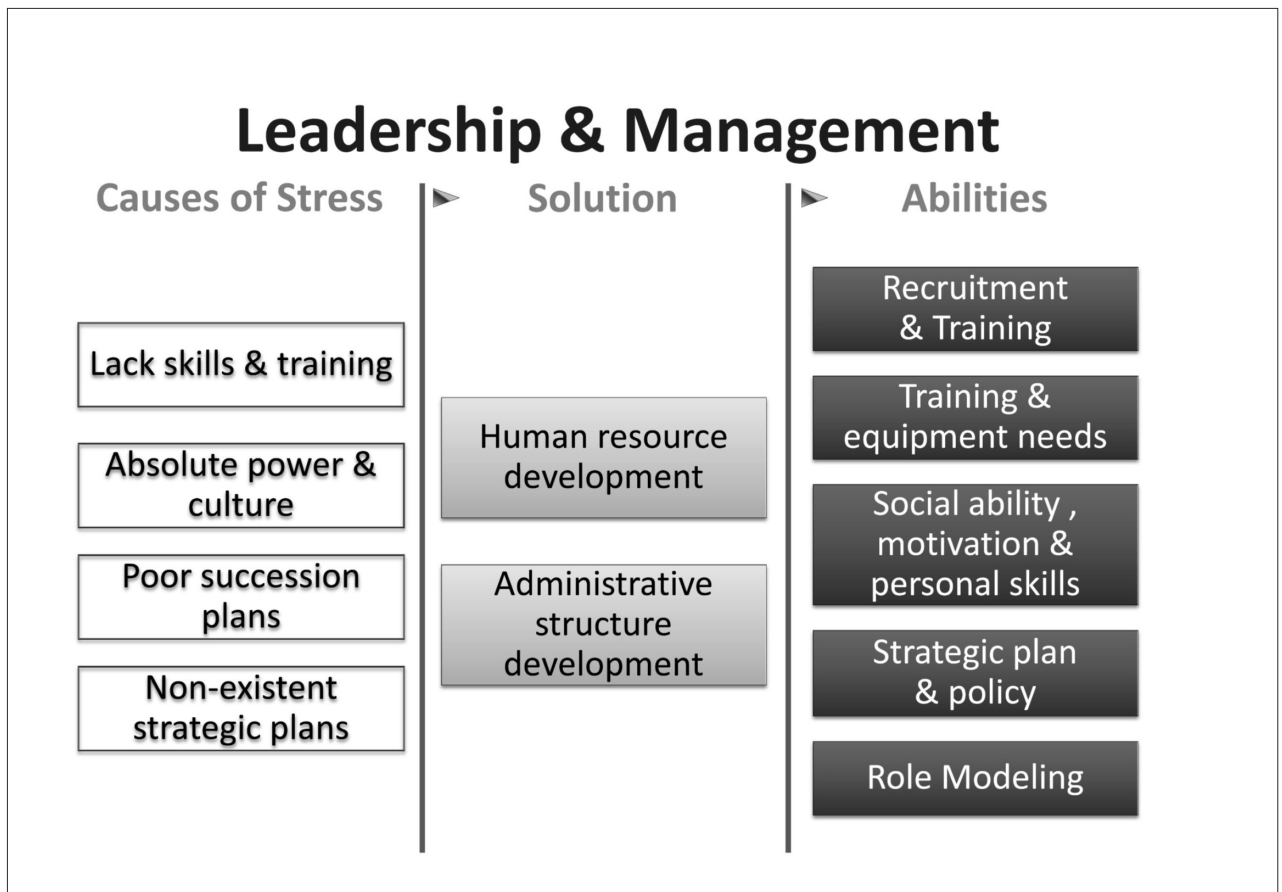 Leadership & Management
Causes of Stress
Lack skills & training
Absolute power &
culture
Poor succession
plans
Non-existent
strategic plans
Solution
Human resource
development
Administrative
structure
development
Abilities
Recruitment
& Training
Training &
equipment needs
Social ability ,
motivation &
personal skills
Strategic plan
& policy
Role Modeling